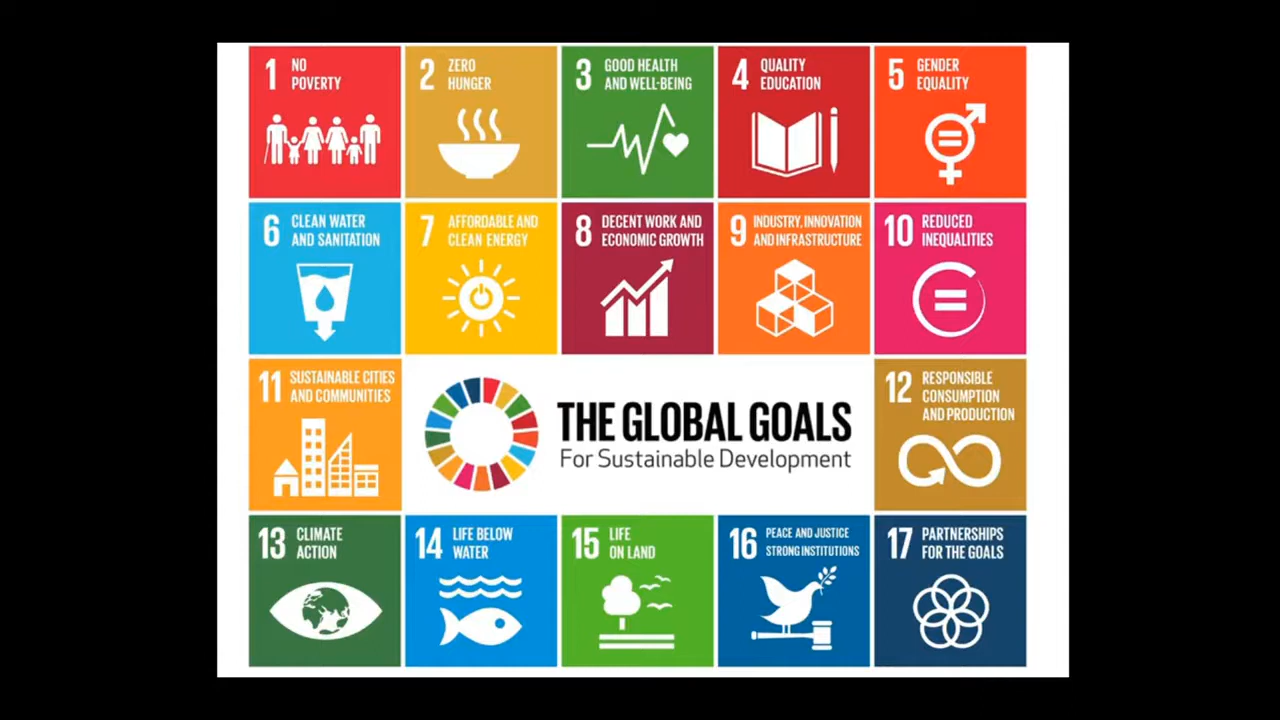 1 NO
POVERTY
2 ZERO
HUNGER
3 GOOD HEALTH
AND WELL-BEING
4 QUALITY
EDUCATION
5 GENDER
EQUALITY
6 CLEAN WATER
AND SANITATION
7 AFFORDABLE AND
CLEAN ENERGY
8 DECENT WORK AND
ECONOMIC GROWTH
9 INDUSTRY, INNOVATION
AND INFRASTRUCTURE
10 REDUCED
INEQUALITIES
11 SUSTAINABLE CITIES
AND COMMUNITIES
THE GLOBAL GOALS
For Sustainable Development
12 RESPONSIBLE
CONSUMPTION
AND PRODUCTION
13 CLIMATE
ACTION
14 LIFE BELOW
WATER
15 LIFE
ON LAND
16 PEACE AND JUSTICE
STRONG INSTITUTIONS
17 PARTNERSHIPS
FOR THE GOALS